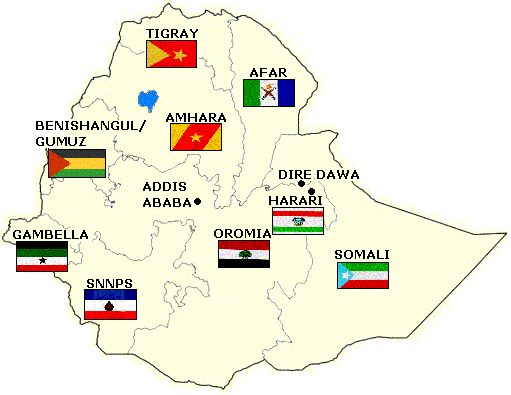 TIGRAY
AFAR
AMHARA
BENISHANGUL/
GUMUZ
DIRE DAWA
ADDIS
ABABA
HARARI
GAMBELLA
OROMIA
SOMALI
SNNPS